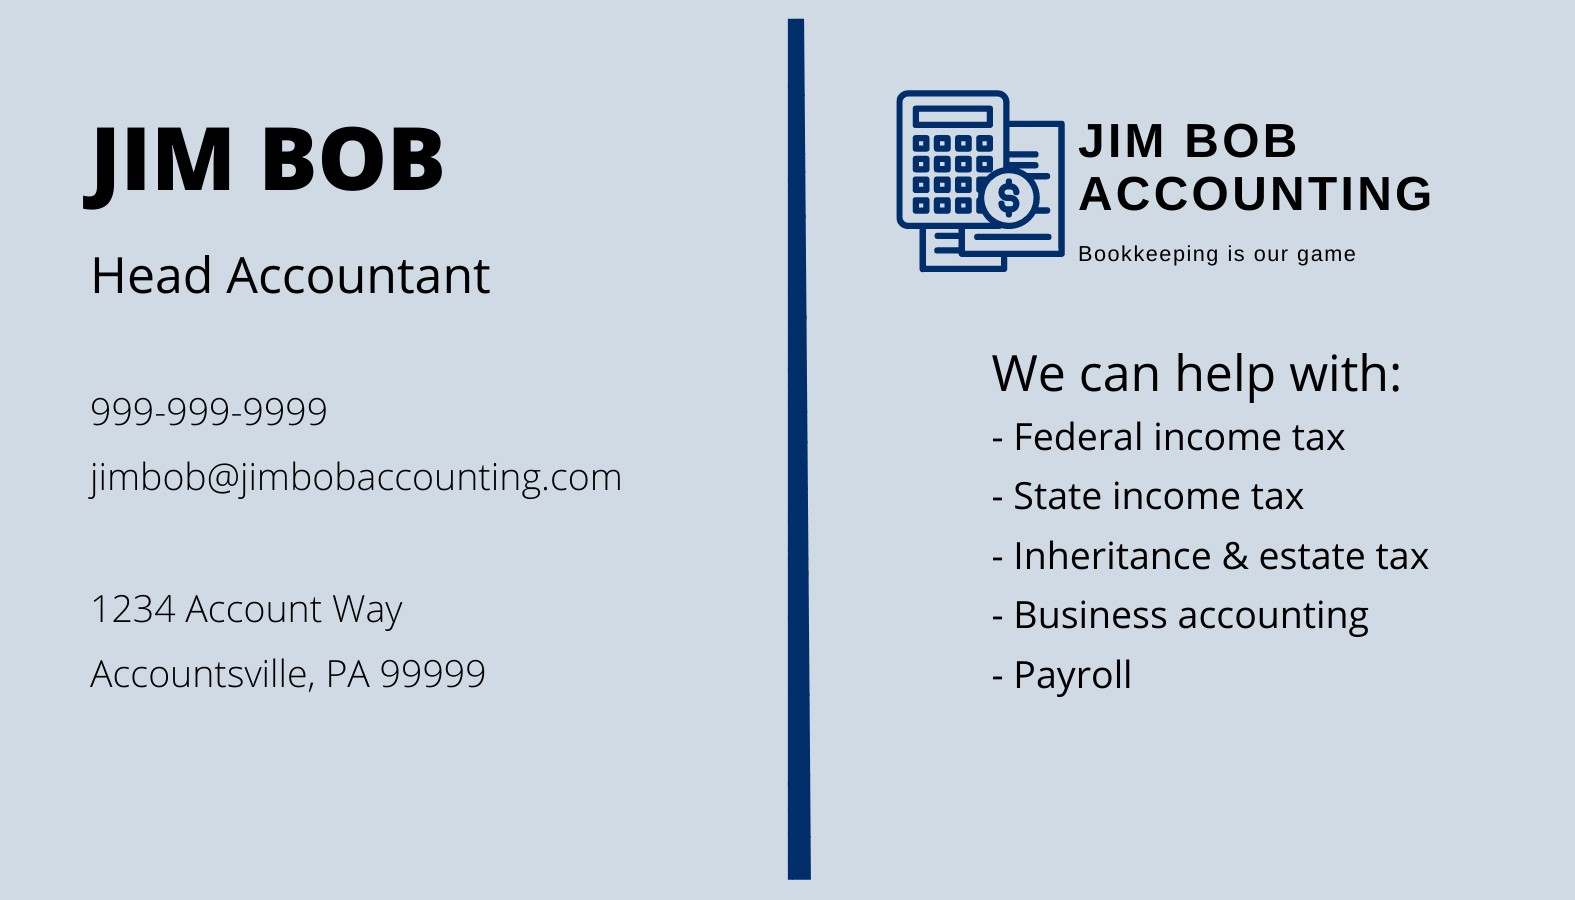 JIM BOB
Head Accountant
999-999-9999
jimbob@jimbobaccounting.com
1234 Account Way
Accountsville, PA 99999
$
JIM BOB
ACCOUNTING
Bookkeeping is our game
We can help with:
- Federal income tax
- State income tax
- Inheritance & estate tax
- Business accounting
- Payroll